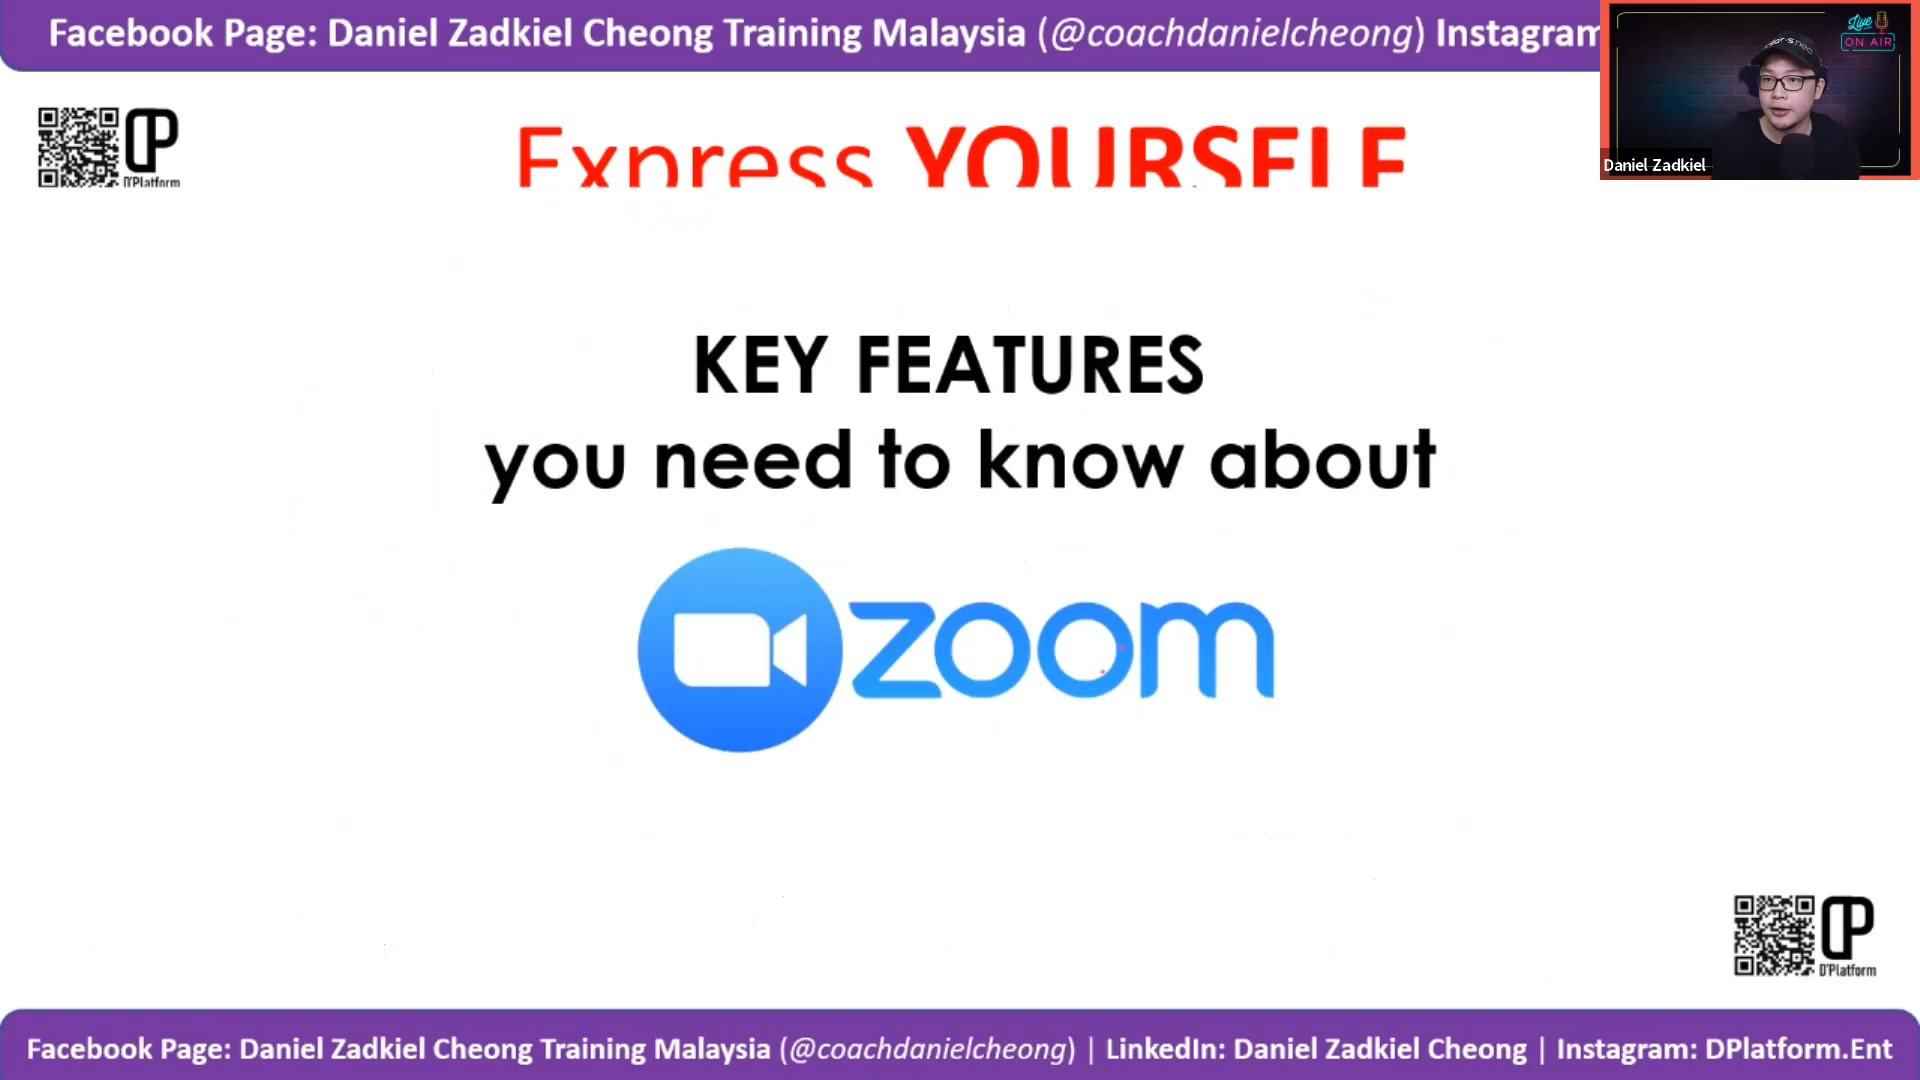 Facebook Page: Daniel Zadkiel Cheong Training Malaysia (@coachdanielcheong) Instagram
Live
ON AIR
Daniel Zadkiel
D'Platform
Express YOURSELF
KEY FEATURES
you need to know about
zoom
D'Platform
Facebook Page: Daniel Zadkiel Cheong Training Malaysia (@coachdanielcheong) | LinkedIn: Daniel Zadkiel Cheong | Instagram: DPlatform.Ent